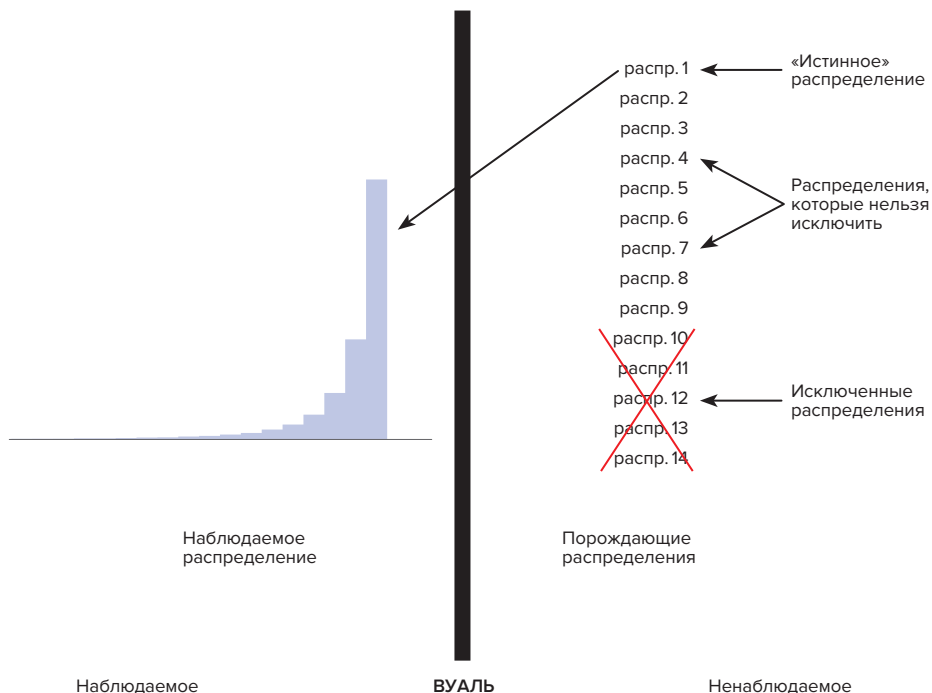 распр. 1
распр. 2
распр. 3
распр. 4
распр. 5
распр. 6
распр. 7
распр. 8
распр. 9
распр. 10
распр. 11
распр. 12
распр. 13
распр. 14
«Истинное»
распределение
Распределения,
которые нельзя
исключить
Исключенные
распределения
Наблюдаемое
распределение
Порождающие
распределения
Наблюдаемое
ВУАЛЬ
Ненаблюдаемое